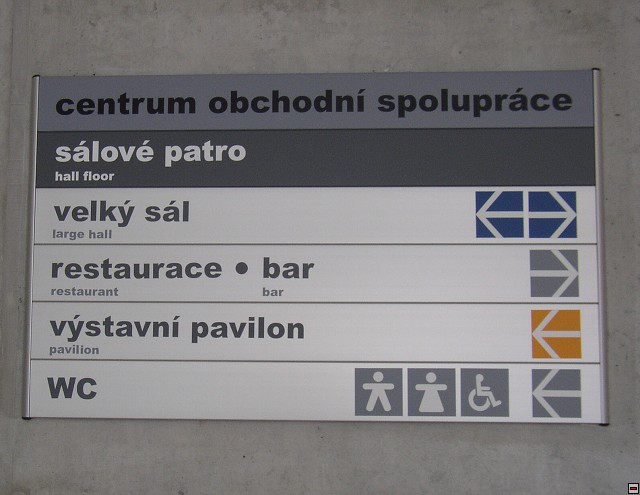 centrum obchodní spolupráce
sálové patro
hall floor
velký sál
large hall
restaurace • bar
restaurant bar
výstavní pavilon
pavilion
WC